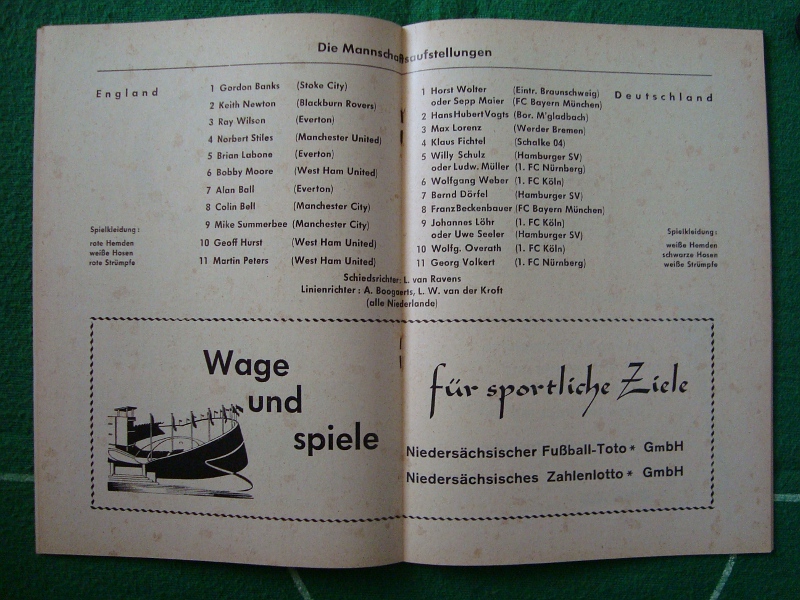 Die Mannschaftsaufstellungen
England
1 Gordon Banks (Stoke City)
2 Keith Newton (Blackburn Rovers)
3 Ray Wilson (Everton)
4 Norbert Stiles (Manchester United)
5 Brian Labone (Everton)
6 Bobby Moore (West Ham United)
7 Alan Ball (Everton)
8 Colin Bell (Manchester City)
9 Mike Summerbee (Manchester City)
10 Geoff Hurst (West Ham United)
11 Martin Peters (West Ham United)
Spielkleidung:
rote Hemden
weiße Hosen
rote Strümpfe
Deutschland
1 Horst Wolter (Eintr. Braunschweig)
oder Sepp Maier (FC Bayern München)
2 Hans Hubert Vogts (Bor. M'gladbach)
3 Max Lorenz (Werder Bremen)
4 Klaus Fichtel (Schalke 04)
5 Willy Schulz (Hamburger SV)
oder Ludw. Müller (1. FC Nürnberg)
6 Wolfgang Weber (1. FC Köln)
7 Bernd Dörfel (Hamburger SV)
8 Franz Beckenbauer (FC Bayern München)
9 Johannes Löhr (1. FC Köln)
oder Uwe Seeler (Hamburger SV)
10 Wolfg. Overath (1. FC Köln)
11 Georg Volkert (1. FC Nürnberg)
Spielkleidung:
weiße Hemden
schwarze Hosen
weiße Strümpfe
Schiedsrichter: L. van Ravens
Linienrichter: A. Boogaerts, L. W. van der Kroft
(alle Niederlande)
Wage
und
spiele
für sportliche Ziele
Niedersächsischer Fußball-Toto * GmbH
Niedersächsisches Zahlenlotto * GmbH